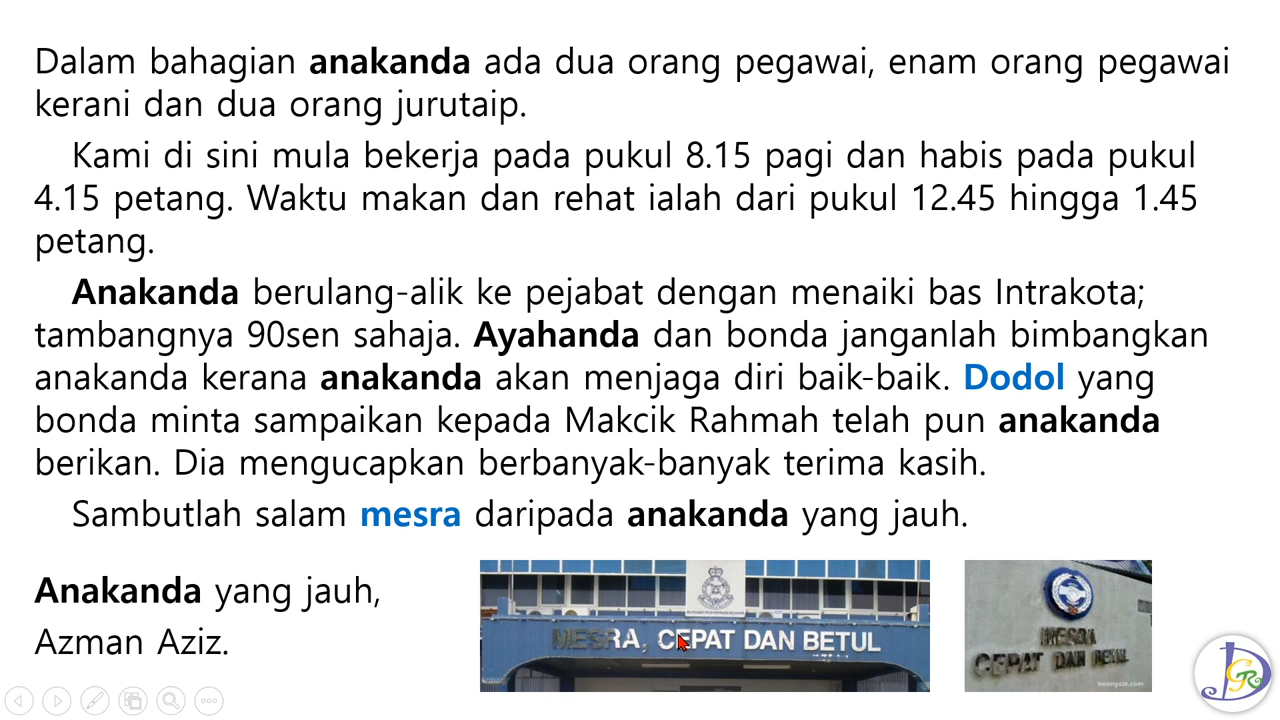 Dalam bahagian anakanda ada dua orang pegawai, enam orang pegawai
kerani dan dua orang jurutaip.
Kami di sini mula bekerja pada pukul 8.15 pagi dan habis pada pukul
4.15 petang. Waktu makan dan rehat ialah dari pukul 12.45 hingga 1.45
petang.
Anakanda berulang-alik ke pejabat dengan menaiki bas Intrakota;
tambangnya 90sen sahaja. Ayahanda dan bonda janganlah bimbangkan
anakanda kerana anakanda akan menjaga diri baik-baik. Dodol yang
bonda minta sampaikan kepada Makcik Rahmah telah pun anakanda
berikan. Dia mengucapkan berbanyak-banyak terima kasih.
Sambutlah salam mesra daripada anakanda yang jauh.
Anakanda yang jauh,
Azman Aziz.
MESRA, CEPAT DAN BETUL
MESRA
CEPAT DAN BETUL
kennysia.com